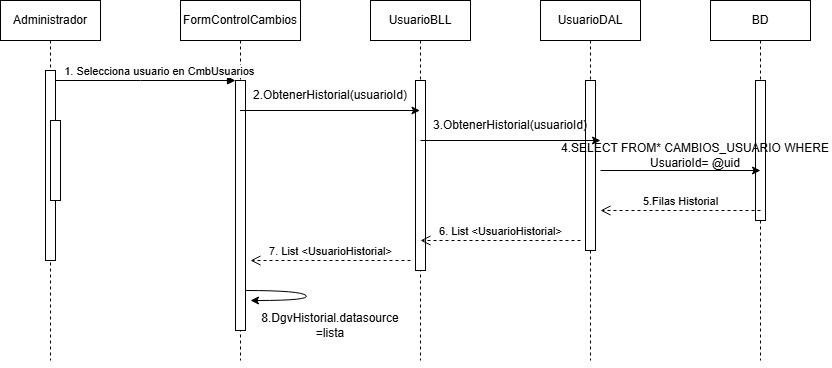 Administrador
FormControlCambios
UsuarioBLL
UsuarioDAL
BD
1. Selecciona usuario en CmbUsuarios
2.ObtenerHistorial(usuarioId)
3.ObtenerHistorial(usuarioId)
4.SELECT FROM* CAMBIOS_USUARIO WHERE
UsuarioId= @uid
5.Filas Historial
6. List <UsuarioHistorial>
7. List <UsuarioHistorial>
8.DgvHistorial.datasource
=lista